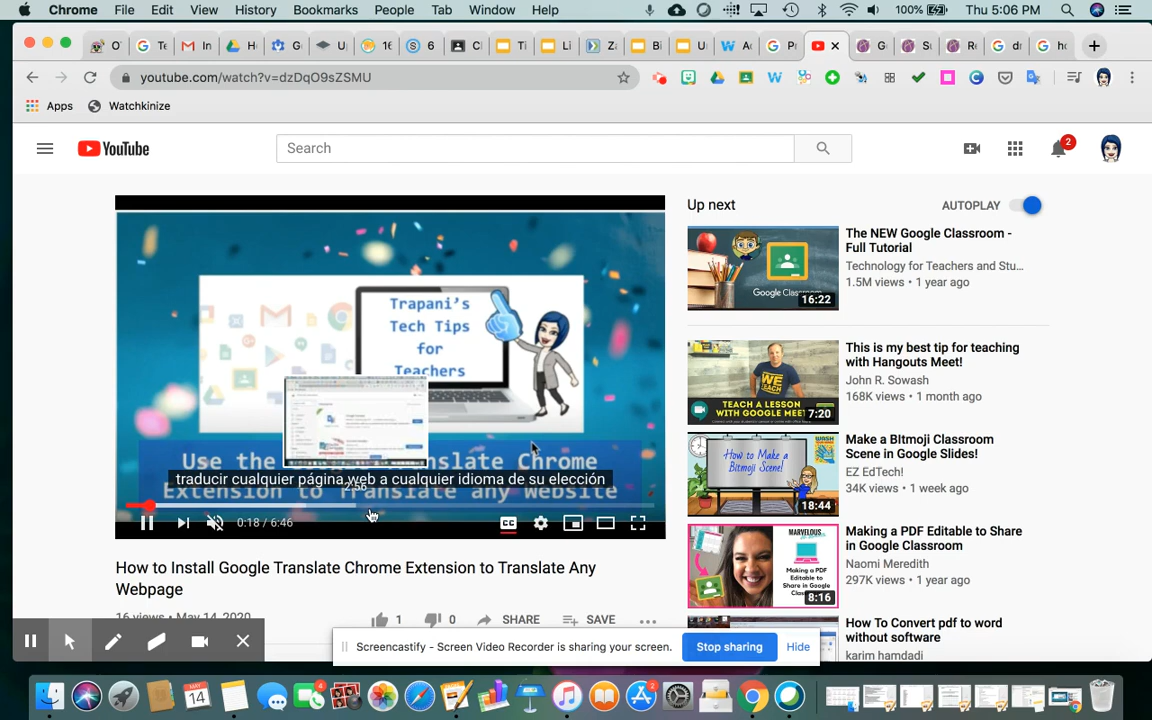 Chrome File Edit View History Bookmarks People Tab Window Help 100% Thu 5:06 PM
youtube.com/watch?v=dzDqO9sZSMU
Apps Watchkinize
YouTube Search 2
Trapani's
Tech Tips
for
Teachers
Use the
traducir cualquier página web a cualquier idioma de su elección
Extension to Translate any Website
0:18 / 6:46 CC
How to Install Google Translate Chrome Extension to Translate Any
Webpage
16 views • May 14, 2020
1 0 SHARE SAVE
Up next AUTOPLAY
The NEW Google Classroom -
Full Tutorial
Technology for Teachers and Stu...
1.5M views • 1 year ago
16:22
This is my best tip for teaching
with Hangouts Meet!
John R. Sowash
168K views • 1 month ago
WE
TEACH
TEACH A LESSON
WITH GOOGLE MEET
7:20
Make a BItmoji Classroom
Scene in Google Slides!
EZ EdTech!
34K views • 1 week ago
How to Make a
Bitmoji Scene!
18:44
Making a PDF Editable to Share
in Google Classroom
Naomi Meredith
297K views • 1 year ago
8:16
How To Convert pdf to word
without software
karim hamdadi
Screencastify - Screen Video Recorder is sharing your screen. Stop sharing Hide